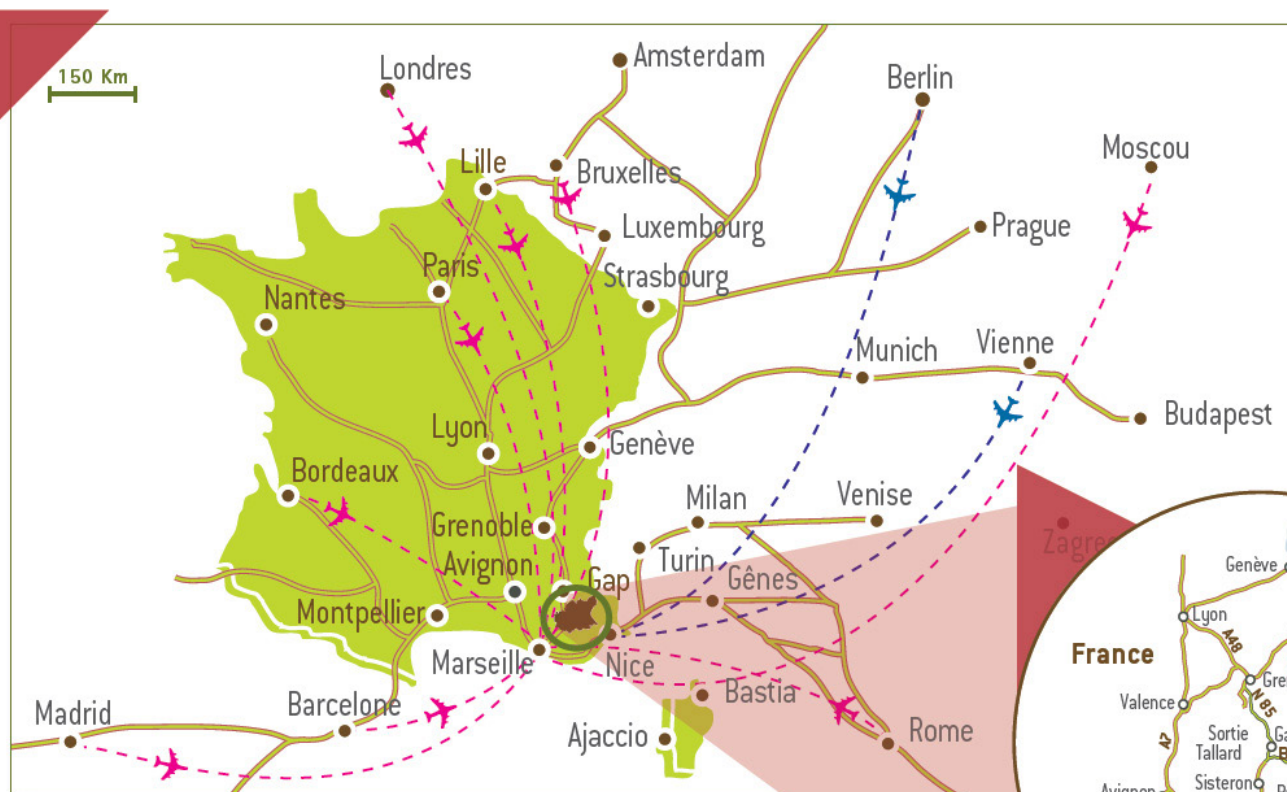 150 Km
Londres
Amsterdam
Berlin
Moscou
Lille
Bruxelles
Luxembourg
Prague
Paris
Strasbourg
Nantes
Munich
Vienne
Budapest
Lyon
Genève
Bordeaux
Grenoble
Milan
Venise
Turin
Avignon
Gap
Gênes
Montpellier
Marseille
Nice
Bastia
Barcelone
Madrid
Ajaccio
Rome
Genève
Lyon
A48
France
Valence
N 85
A7
Sortie
Tallard
Sisteron